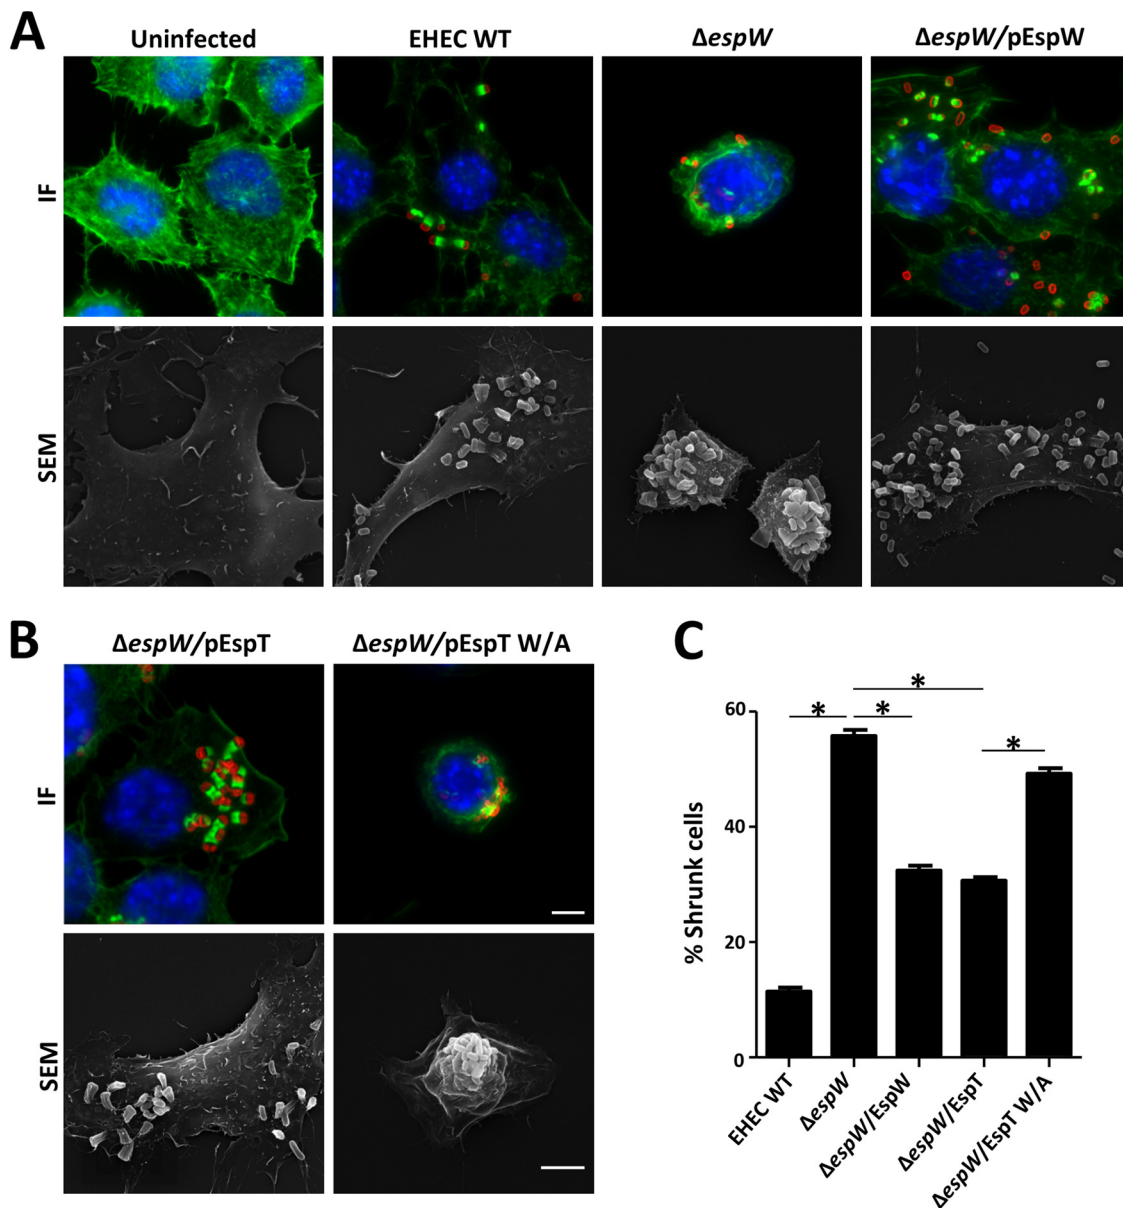 A
Uninfected
EHEC WT
ΔespW
ΔespW/pEspW
IF
SEM
B
ΔespW/pEspT
ΔespW/pEspT W/A
IF
SEM
C
% Shrunk cells
60
40
20
0
*
*
*
*
EHEC WT
ΔespW
ΔespW/EspW
ΔespW/EspT
ΔespW/EspT W/A